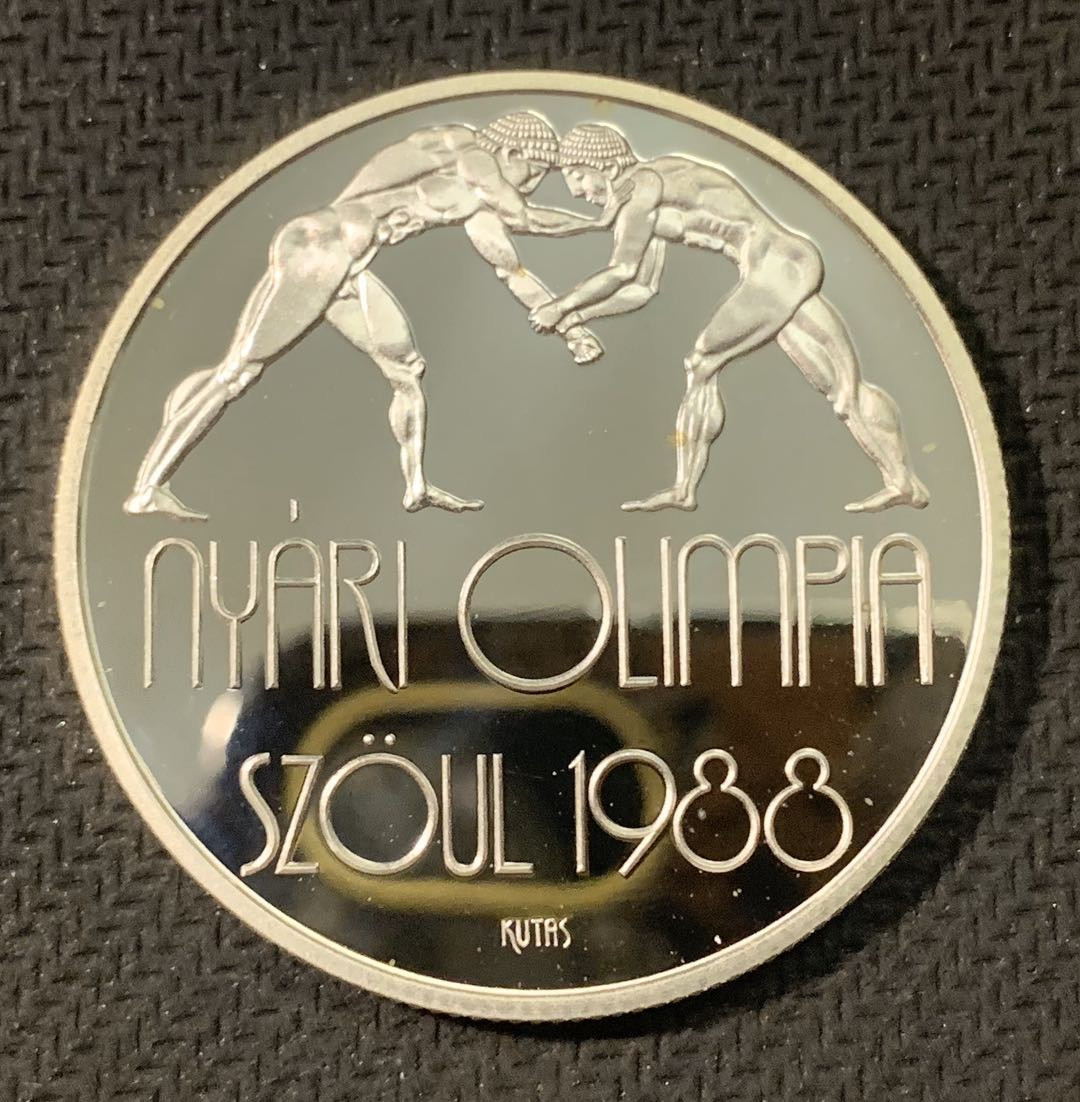 NYÁRI OLIMPIA
SZÖUL 1988
KUTAS